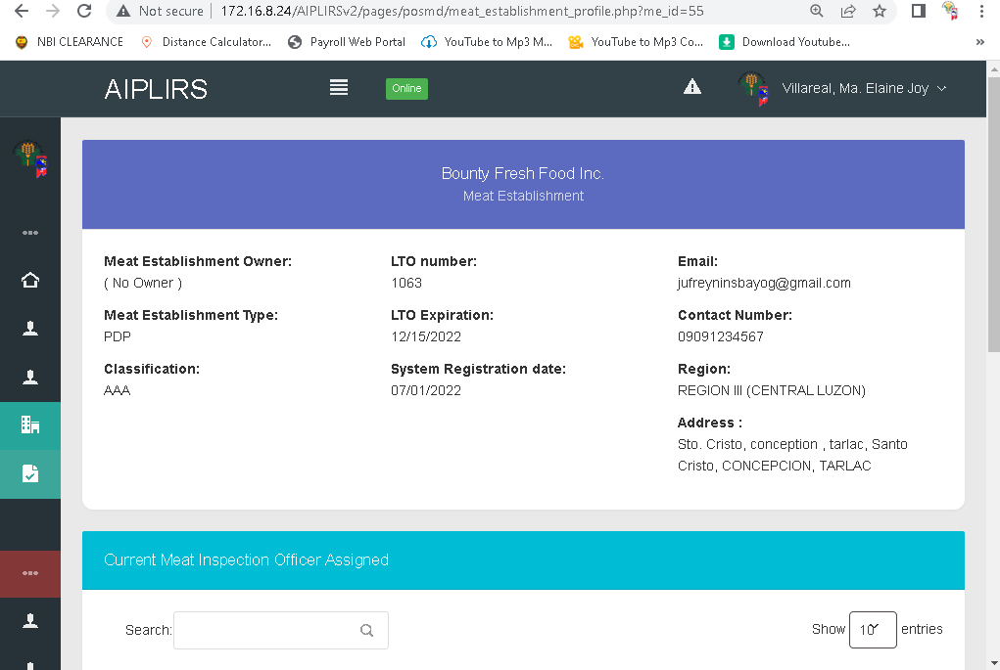 Not secure | 172.16.8.24/AIPLIRSv2/pages/posmd/meat_establishment_profile.php?me_id=55
NBI CLEARANCE Distance Calculator... Payroll Web Portal YouTube to Mp3 M... YouTube to Mp3 Co... Download Youtube... »
AIPLIRS Online Villareal, Ma. Elaine Joy
Bounty Fresh Food Inc.
Meat Establishment
Meat Establishment Owner: LTO number: Email:
( No Owner ) 1063 jufreyninsbayog@gmail.com
Meat Establishment Type: LTO Expiration: Contact Number:
PDP 12/15/2022 09091234567
Classification: System Registration date: Region:
AAA 07/01/2022 REGION III (CENTRAL LUZON)
Address :
Sto. Cristo, conception , tarlac, Santo
Cristo, CONCEPCION, TARLAC
Current Meat Inspection Officer Assigned
Search: Show 10 entries